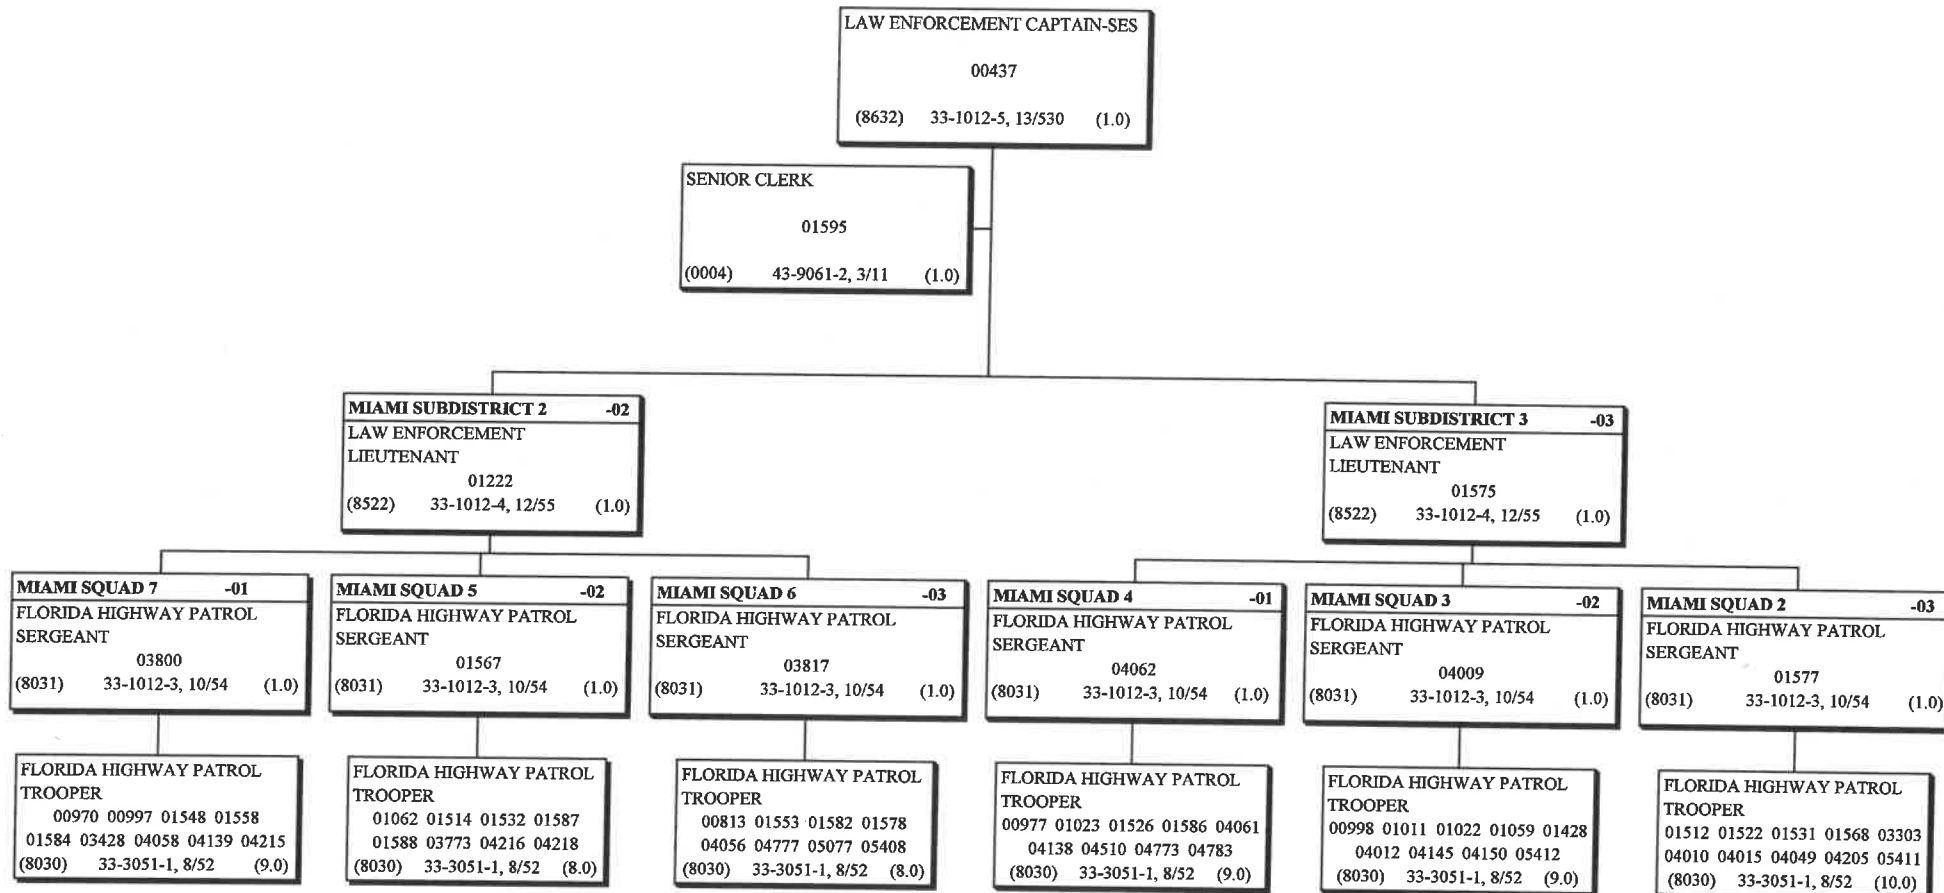 LAW ENFORCEMENT CAPTAIN-SES
00437
(8632) 33-1012-5, 13/530 (1.0)
SENIOR CLERK
01595
(0004) 43-9061-2, 3/11 (1.0)
MIAMI SUBDISTRICT 2 -02
LAW ENFORCEMENT
LIEUTENANT
01222
(8522) 33-1012-4, 12/55 (1.0)
MIAMI SUBDISTRICT 3 -03
LAW ENFORCEMENT
LIEUTENANT
01575
(8522) 33-1012-4, 12/55 (1.0)
MIAMI SQUAD 7 -01
FLORIDA HIGHWAY PATROL
SERGEANT
03800
(8031) 33-1012-3, 10/54 (1.0)
MIAMI SQUAD 5 -02
FLORIDA HIGHWAY PATROL
SERGEANT
01567
(8031) 33-1012-3, 10/54 (1.0)
MIAMI SQUAD 6 -03
FLORIDA HIGHWAY PATROL
SERGEANT
03817
(8031) 33-1012-3, 10/54 (1.0)
MIAMI SQUAD 4 -01
FLORIDA HIGHWAY PATROL
SERGEANT
04062
(8031) 33-1012-3, 10/54 (1.0)
MIAMI SQUAD 3 -02
FLORIDA HIGHWAY PATROL
SERGEANT
04009
(8031) 33-1012-3, 10/54 (1.0)
MIAMI SQUAD 2 -03
FLORIDA HIGHWAY PATROL
SERGEANT
01577
(8031) 33-1012-3, 10/54 (1.0)
FLORIDA HIGHWAY PATROL
TROOPER
00970 00997 01548 01558
01584 03428 04058 04139 04215
(8030) 33-3051-1, 8/52 (9.0)
FLORIDA HIGHWAY PATROL
TROOPER
01062 01514 01532 01587
01588 03773 04216 04218
(8030) 33-3051-1, 8/52 (8.0)
FLORIDA HIGHWAY PATROL
TROOPER
00813 01553 01582 01578
04056 04777 05077 05408
(8030) 33-3051-1, 8/52 (8.0)
FLORIDA HIGHWAY PATROL
TROOPER
00977 01023 01526 01586 04061
04138 04510 04773 04783
(8030) 33-3051-1, 8/52 (9.0)
FLORIDA HIGHWAY PATROL
TROOPER
00998 01011 01022 01059 01428
04012 04145 04150 05412
(8030) 33-3051-1, 8/52 (9.0)
FLORIDA HIGHWAY PATROL
TROOPER
01512 01522 01531 01568 03303
04010 04015 04049 04205 05411
(8030) 33-3051-1, 8/52 (10.0)